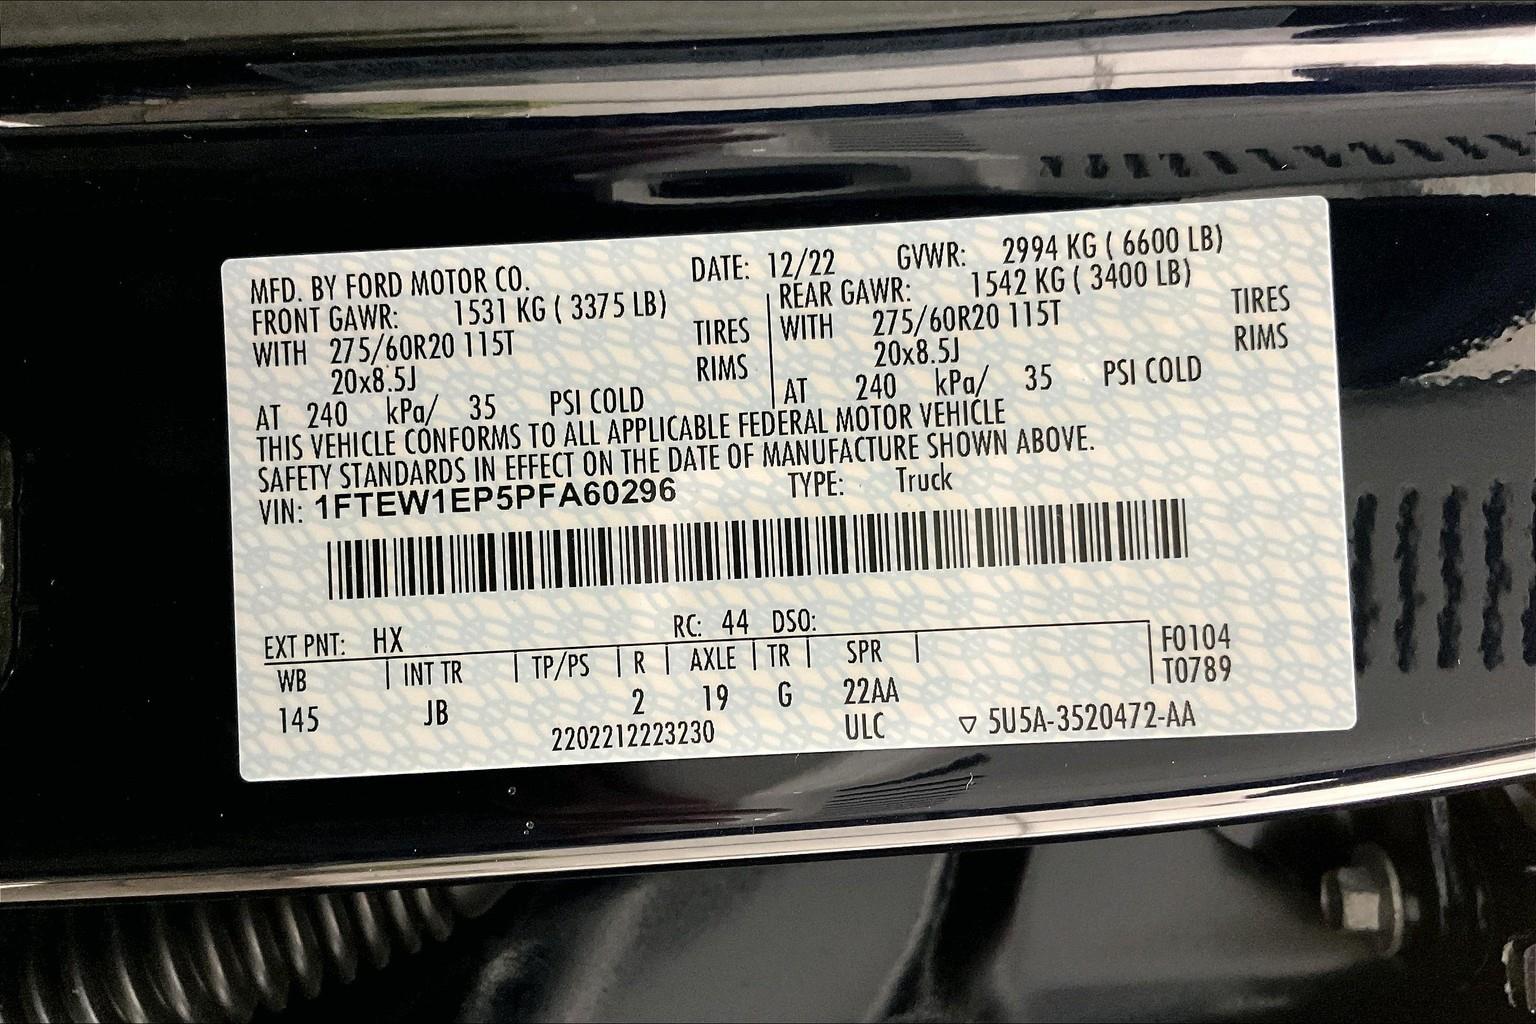 MFD. BY FORD MOTOR CO. DATE: 12/22 GVWR: 2994 KG ( 6600 LB)
FRONT GAWR: 1531 KG ( 3375 LB) REAR GAWR: 1542 KG ( 3400 LB)
WITH 275/60R20 115T TIRES WITH 275/60R20 115T TIRES
20x8.5J RIMS 20x8.5J RIMS
AT 240 kPa/ 35 PSI COLD AT 240 kPa/ 35 PSI COLD
THIS VEHICLE CONFORMS TO ALL APPLICABLE FEDERAL MOTOR VEHICLE
SAFETY STANDARDS IN EFFECT ON THE DATE OF MANUFACTURE SHOWN ABOVE.
VIN: 1FTEW1EP5PFA60296 TYPE: Truck
EXT PNT: HX RC: 44 DSO:
WB INT TR TP/PS R AXLE TR SPR F0104
145 JB 2 19 G 22AA T0789
2202212223230 ULC ▽ 5U5A-3520472-AA